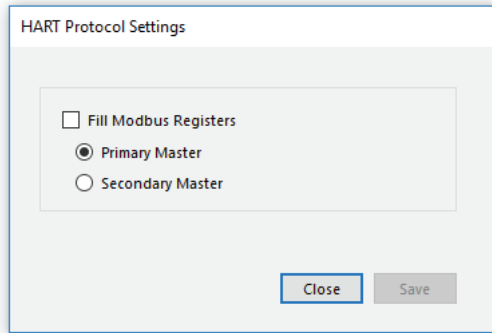 HART Protocol Settings
Fill Modbus Registers
Primary Master
Secondary Master
Close Save